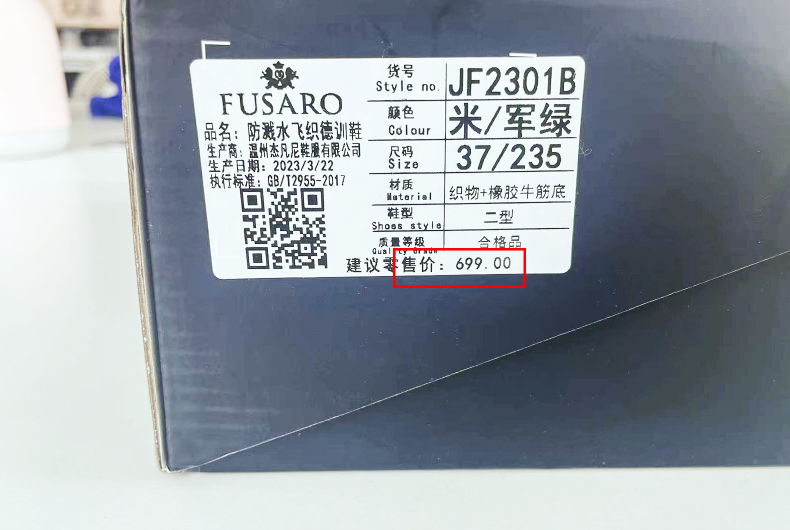 FUSARO
品名: 防溅水飞织德训鞋
生产商: 温州杰凡尼鞋服有限公司
生产日期: 2023/3/22
执行标准: GB/T2955-2017
货号 JF2301B
Style no.
颜色 米/军绿
Colour
尺码 37/235
Size
材质 织物+橡胶牛筋底
Material
鞋型 二型
Shoes style
质量等级 合格品
Quality Grade
建议零售价: 699.00